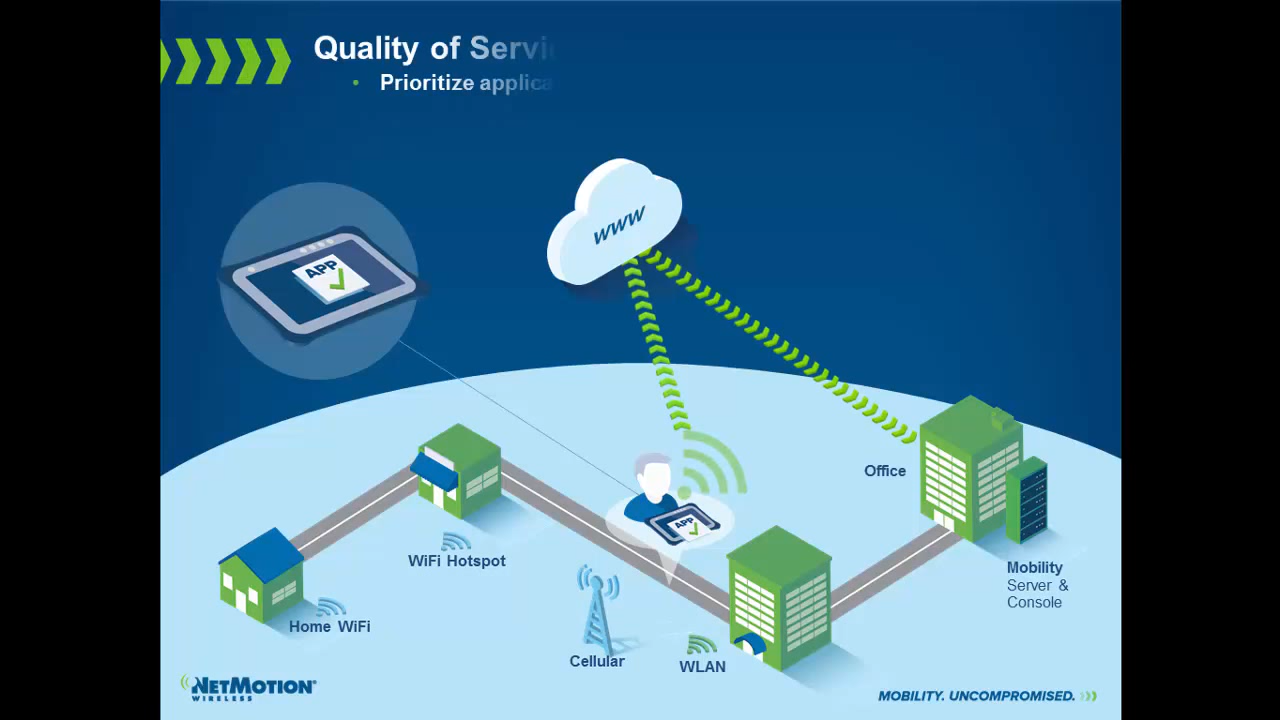 Quality of Servi
Prioritize applica
www
APP
Office
APP
WiFi Hotspot
Mobility
Server &
Console
Home WiFi
Cellular
WLAN
NETMOTION
WIRELESS
MOBILITY. UNCOMPROMISED.